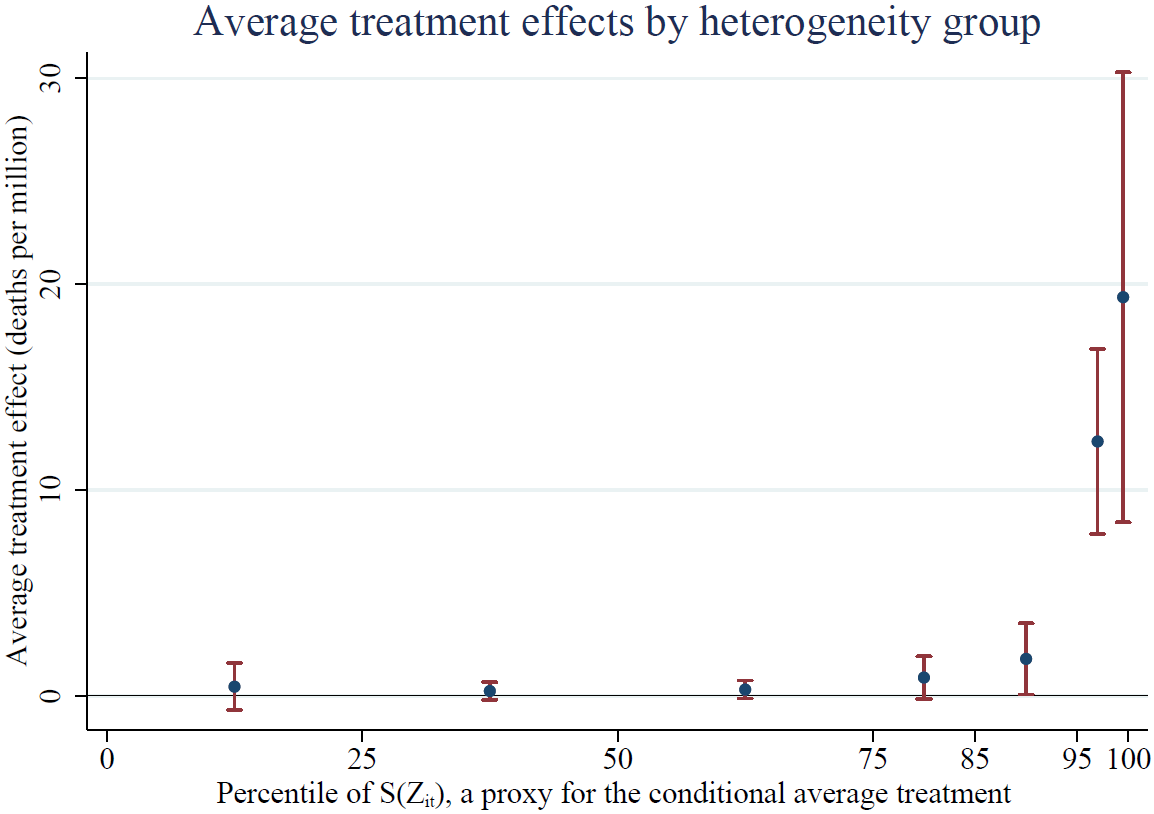 Average treatment effects by heterogeneity group
Average treatment effect (deaths per million)
30
20
10
0
0 25 50 75 85 95 100
Percentile of S(Zit), a proxy for the conditional average treatment